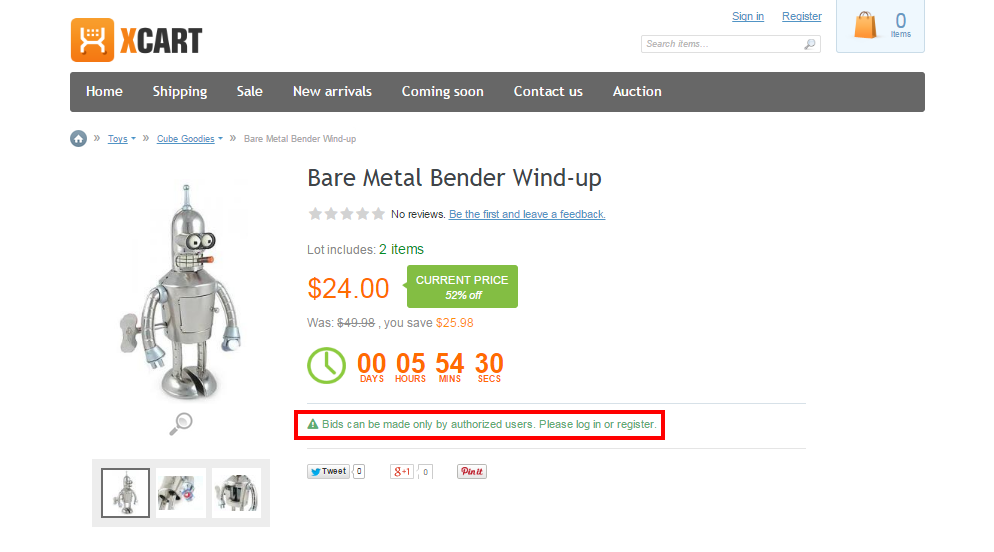 Sign in Register
0
Items
XCART
Search items...
Home Shipping Sale New arrivals Coming soon Contact us Auction
» Toys » Cube Goodies » Bare Metal Bender Wind-up
Bare Metal Bender Wind-up
No reviews. Be the first and leave a feedback.
Lot includes: 2 items
$24.00
CURRENT PRICE
52% off
Was: $49.98 , you save $25.98
00 05 54 30
DAYS HOURS MINS SECS
Bids can be made only by authorized users. Please log in or register.
Tweet 0 g+1 0 Pin it